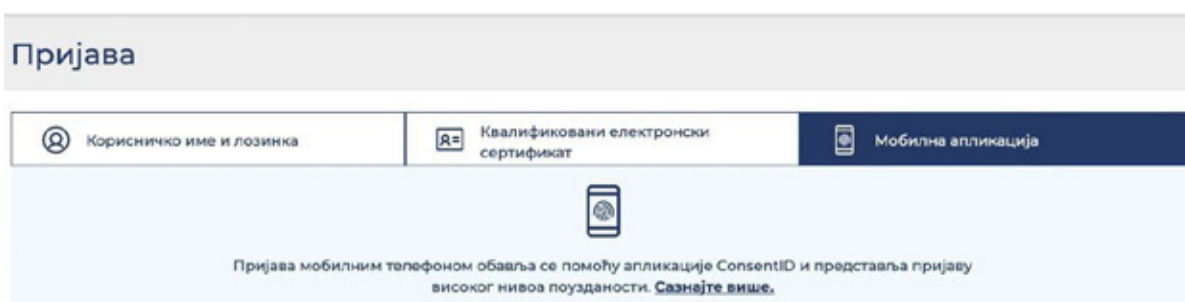 Пријава
Корисничко име и лозинка
Квалификовани електронски
сертификат
Мобилна апликација
Пријава мобилним телефоном обавља се помоћу апликације ConsentID и представља пријаву
високог нивоа поузданости. Сазнајте више.